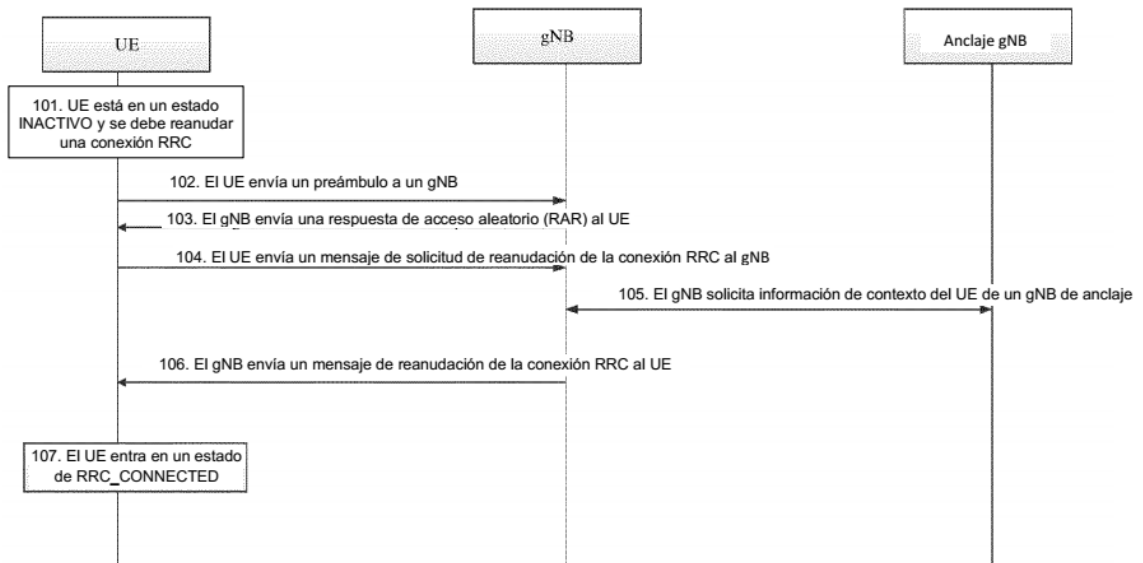 UE
gNB
Anclaje gNB
101. UE está en un estado
INACTIVO y se debe reanudar
una conexión RRC
102. El UE envía un preámbulo a un gNB
103. El gNB envía una respuesta de acceso aleatorio (RAR) al UE
104. El UE envía un mensaje de solicitud de reanudación de la conexión RRC al gNB
105. El gNB solicita información de contexto del UE de un gNB de anclaje
106. El gNB envía un mensaje de reanudación de la conexión RRC al UE
107. El UE entra en un estado
de RRC_CONNECTED